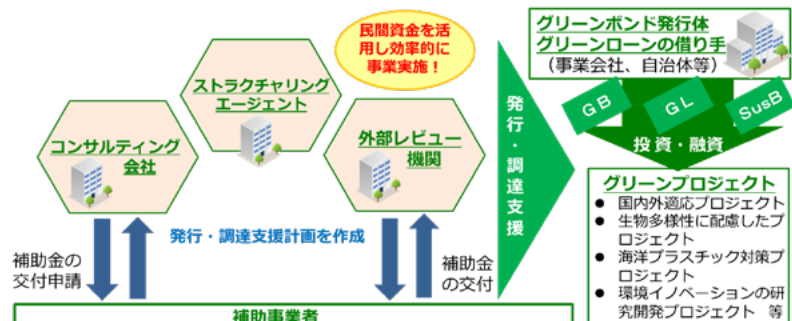 民間資金を活
用し効率的に
事業実施！
ストラクチャリング
エージェント
コンサルティング
会社
外部レビュー
機関
発行・調達支援計画を作成
補助金の
交付申請
補助金
の交付
補助事業者
発行・調達支援
グリーンボンド発行体
グリーンローンの借り手
（事業会社、自治体等）
GB
GL
SusB
投資・融資
グリーンプロジェクト
● 国内外適応プロジェクト
● 生物多様性に配慮したプ
ロジェクト
● 海洋プラスチック対策プ
ロジェクト
● 環境イノベーションの研
究開発プロジェクト 等